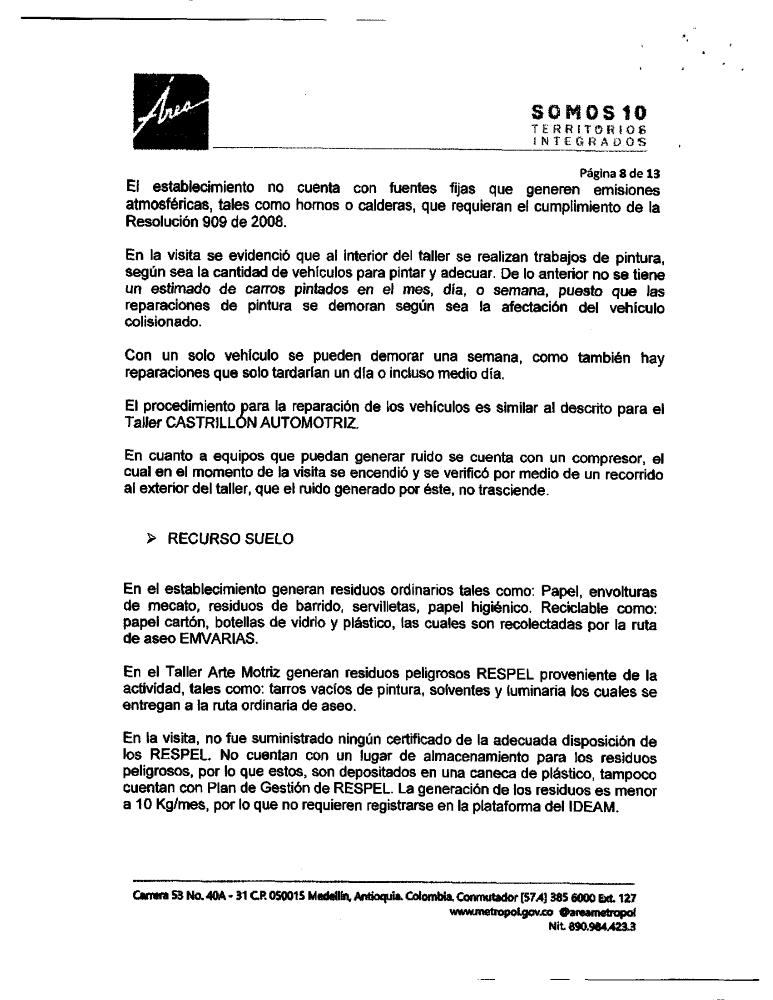 Área
SOMOS 10
TERRITORIOS
INTEGRADOS
Página 8 de 13
El establecimiento no cuenta con fuentes fijas que generen emisiones
atmosféricas, tales como hornos o calderas, que requieran el cumplimiento de la
Resolución 909 de 2008.
En la visita se evidenció que al interior del taller se realizan trabajos de pintura,
según sea la cantidad de vehículos para pintar y adecuar. De lo anterior no se tiene
un estimado de carros pintados en el mes, día, o semana, puesto que las
reparaciones de pintura se demoran según sea la afectación del vehículo
colisionado.
Con un solo vehículo se pueden demorar una semana, como también hay
reparaciones que solo tardarían un día o incluso medio día.
El procedimiento para la reparación de los vehículos es similar al descrito para el
Taller CASTRILLÓN AUTOMOTRIZ.
En cuanto a equipos que puedan generar ruido se cuenta con un compresor, el
cual en el momento de la visita se encendió y se verificó por medio de un recorrido
al exterior del taller, que el ruido generado por éste, no trasciende.
➢ RECURSO SUELO
En el establecimiento generan residuos ordinarios tales como: Papel, envolturas
de mecato, residuos de barrido, servilletas, papel higiénico. Reciclable como:
papel cartón, botellas de vidrio y plástico, las cuales son recolectadas por la ruta
de aseo EMVARIAS.
En el Taller Arte Motriz generan residuos peligrosos RESPEL proveniente de la
actividad, tales como: tarros vacíos de pintura, solventes y luminaria los cuales se
entregan a la ruta ordinaria de aseo.
En la visita, no fue suministrado ningún certificado de la adecuada disposición de
los RESPEL. No cuentan con un lugar de almacenamiento para los residuos
peligrosos, por lo que estos, son depositados en una caneca de plástico, tampoco
cuentan con Plan de Gestión de RESPEL. La generación de los residuos es menor
a 10 Kg/mes, por lo que no requieren registrarse en la plataforma del IDEAM.
Carrera 53 No. 40A - 31 C.P. 050015 Medellín, Antioquia. Colombia. Conmutador [57.4] 385 6000 Ext. 127
www.metropol.gov.co @areametropol
Nit. 890.984.423.3